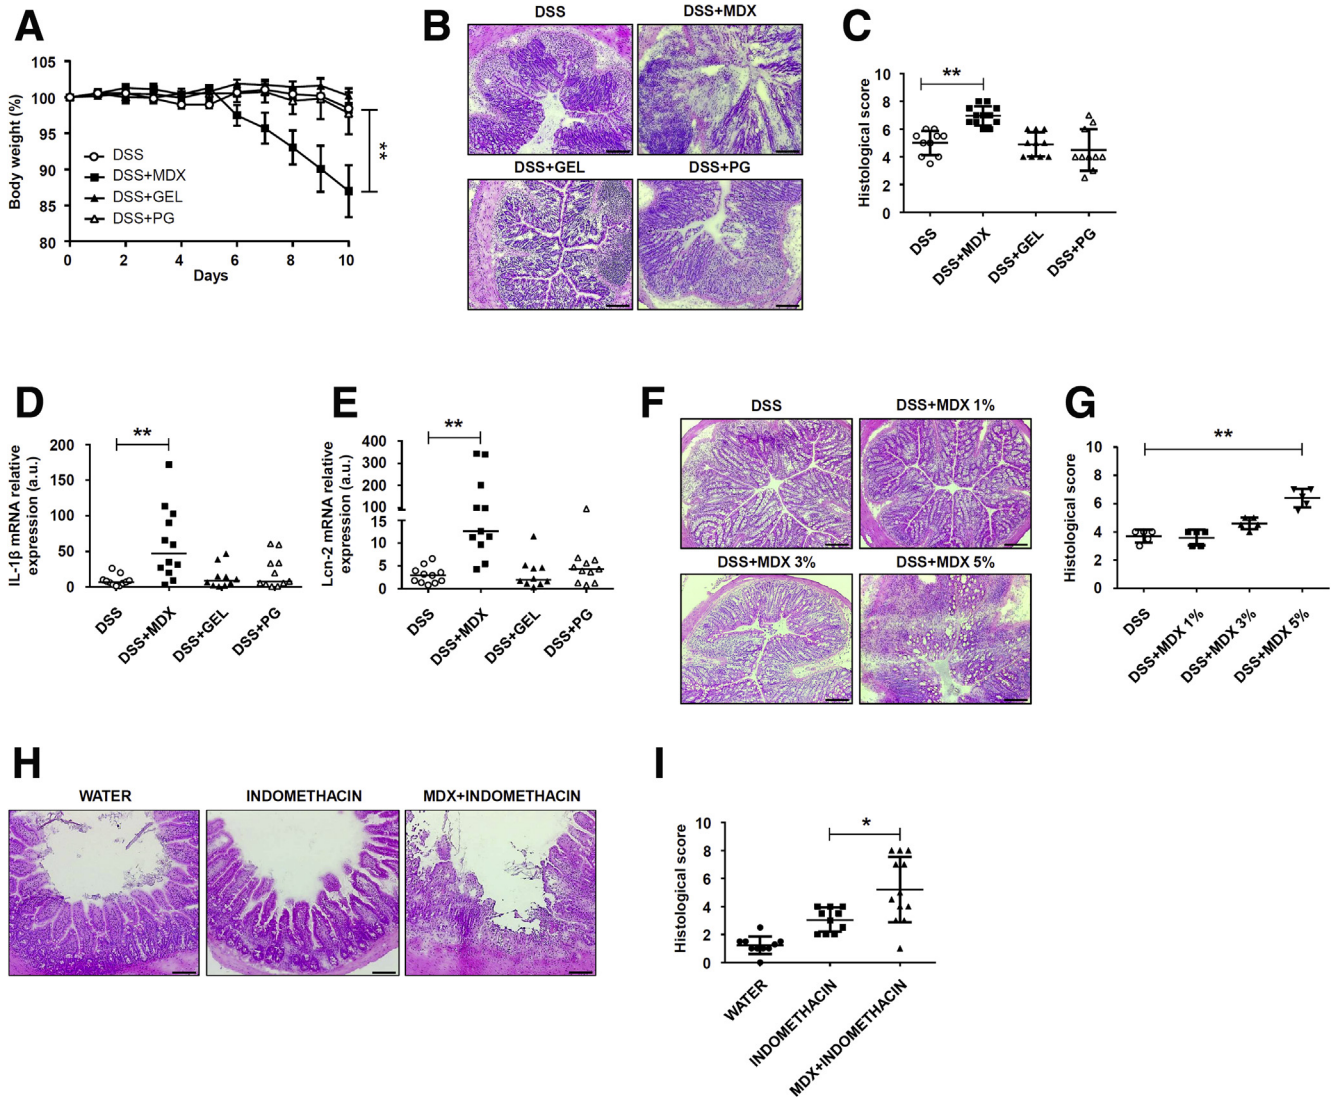 A
105
100
95
90
85
80
Body weight (%)
DSS
DSS+MDX
DSS+GEL
DSS+PG
**
0 2 4 6 8 10
Days
B
DSS DSS+MDX
DSS+GEL DSS+PG
C
10
8
6
4
2
0
Histological score
**
DSS
DSS+MDX
DSS+GEL
DSS+PG
D
IL-1β mRNA relative
expression (a.u.)
200
150
100
50
0
**
DSS
DSS+MDX
DSS+GEL
DSS+PG
E
Lcn-2 mRNA relative
expression (a.u.)
400
300
200
100
15
10
5
0
**
DSS
DSS+MDX
DSS+GEL
DSS+PG
F
DSS DSS+MDX 1%
DSS+MDX 3% DSS+MDX 5%
G
Histological score
10
8
6
4
2
0
**
DSS
DSS+MDX 1%
DSS+MDX 3%
DSS+MDX 5%
H
WATER INDOMETHACIN MDX+INDOMETHACIN
I
Histological score
10
8
6
4
2
0
*
WATER
INDOMETHACIN
MDX+INDOMETHACIN